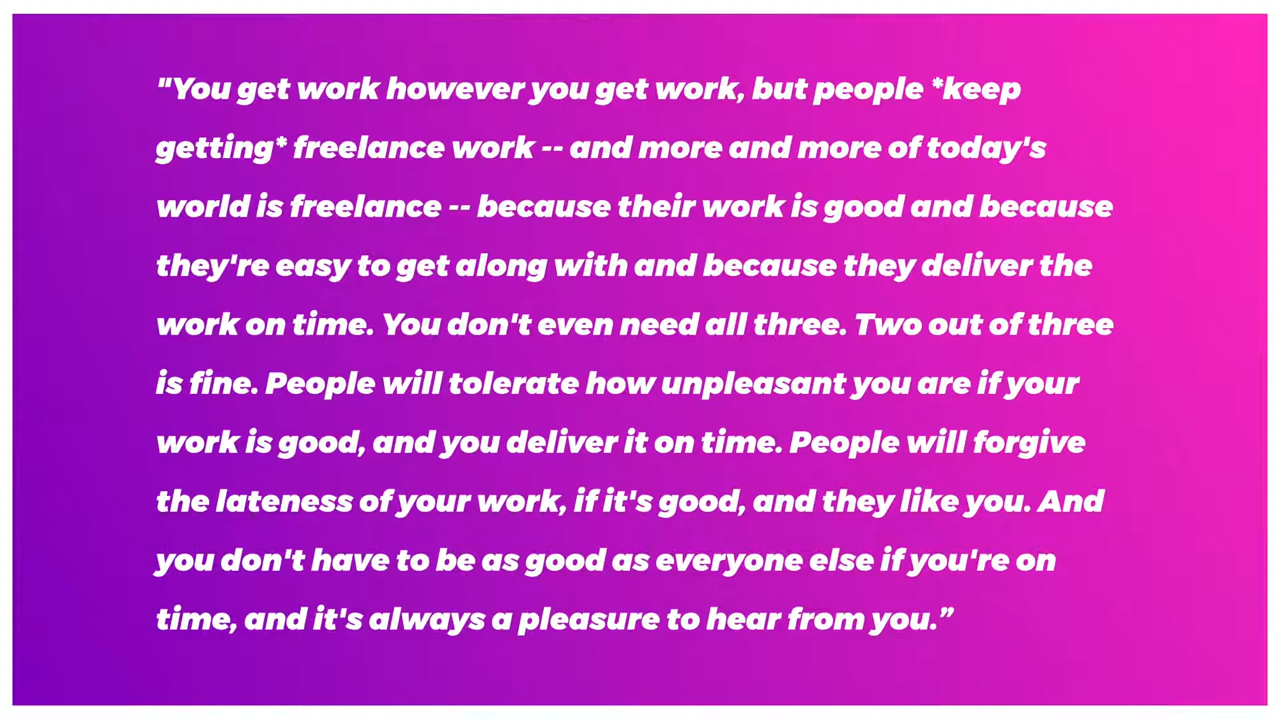 "You get work however you get work, but people *keep
getting* freelance work -- and more and more of today's
world is freelance -- because their work is good and because
they're easy to get along with and because they deliver the
work on time. You don't even need all three. Two out of three
is fine. People will tolerate how unpleasant you are if your
work is good, and you deliver it on time. People will forgive
the lateness of your work, if it's good, and they like you. And
you don't have to be as good as everyone else if you're on
time, and it's always a pleasure to hear from you.”